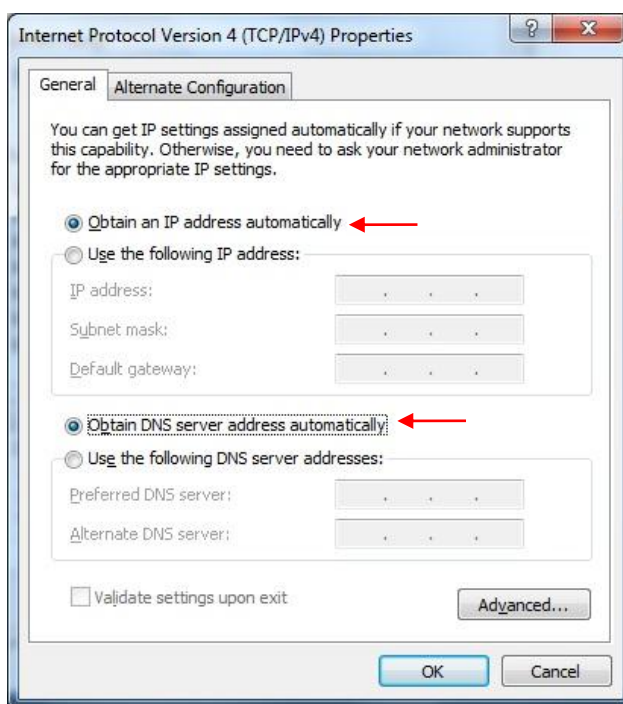 Internet Protocol Version 4 (TCP/IPv4) Properties
General
Alternate Configuration
You can get IP settings assigned automatically if your network supports
this capability. Otherwise, you need to ask your network administrator
for the appropriate IP settings.
Obtain an IP address automatically
Use the following IP address:
IP address:
Subnet mask:
Default gateway:
Obtain DNS server address automatically
Use the following DNS server addresses:
Preferred DNS server:
Alternate DNS server:
Validate settings upon exit
Advanced...
OK
Cancel